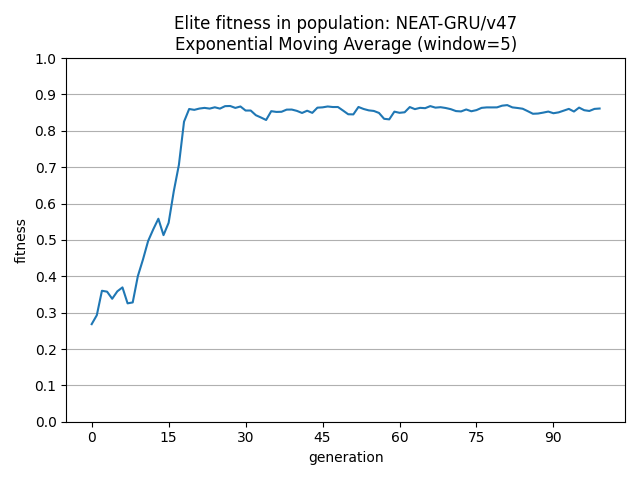 Elite fitness in population: NEAT-GRU/v47
Exponential Moving Average (window=5)
1.0
0.9
0.8
0.7
0.6
0.5
0.4
0.3
0.2
0.1
0.0
fitness
0 15 30 45 60 75 90
generation